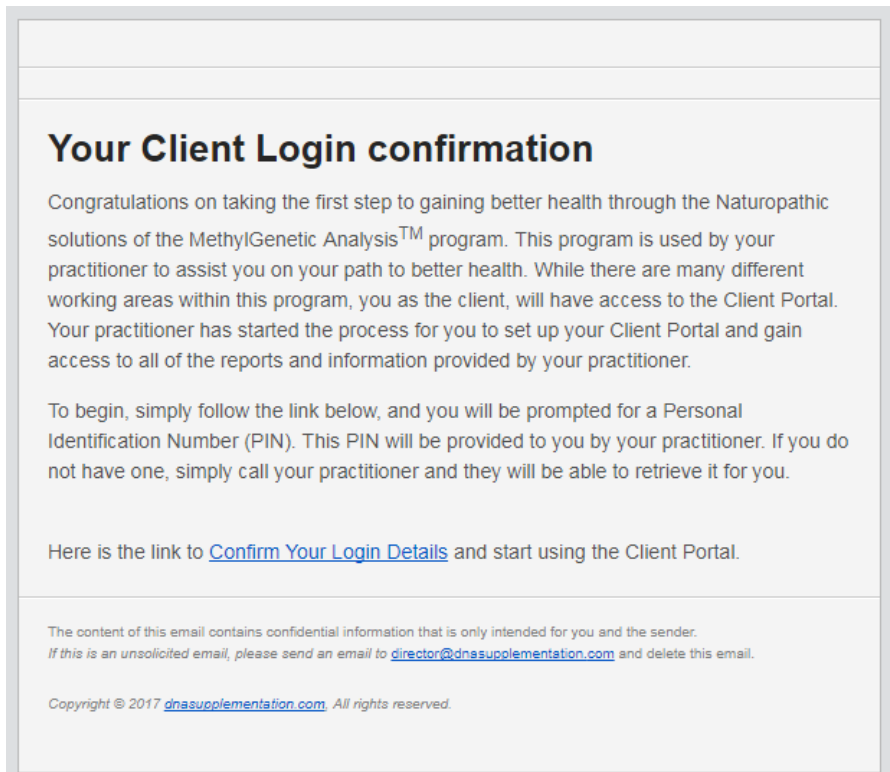 Your Client Login confirmation
Congratulations on taking the first step to gaining better health through the Naturopathic
solutions of the MethylGenetic Analysis™ program. This program is used by your
practitioner to assist you on your path to better health. While there are many different
working areas within this program, you as the client, will have access to the Client Portal.
Your practitioner has started the process for you to set up your Client Portal and gain
access to all of the reports and information provided by your practitioner.
To begin, simply follow the link below, and you will be prompted for a Personal
Identification Number (PIN). This PIN will be provided to you by your practitioner. If you do
not have one, simply call your practitioner and they will be able to retrieve it for you.
Here is the link to Confirm Your Login Details and start using the Client Portal.
The content of this email contains confidential information that is only intended for you and the sender.
If this is an unsolicited email, please send an email to director@dnasupplementation.com and delete this email.
Copyright © 2017 dnasupplementation.com, All rights reserved.